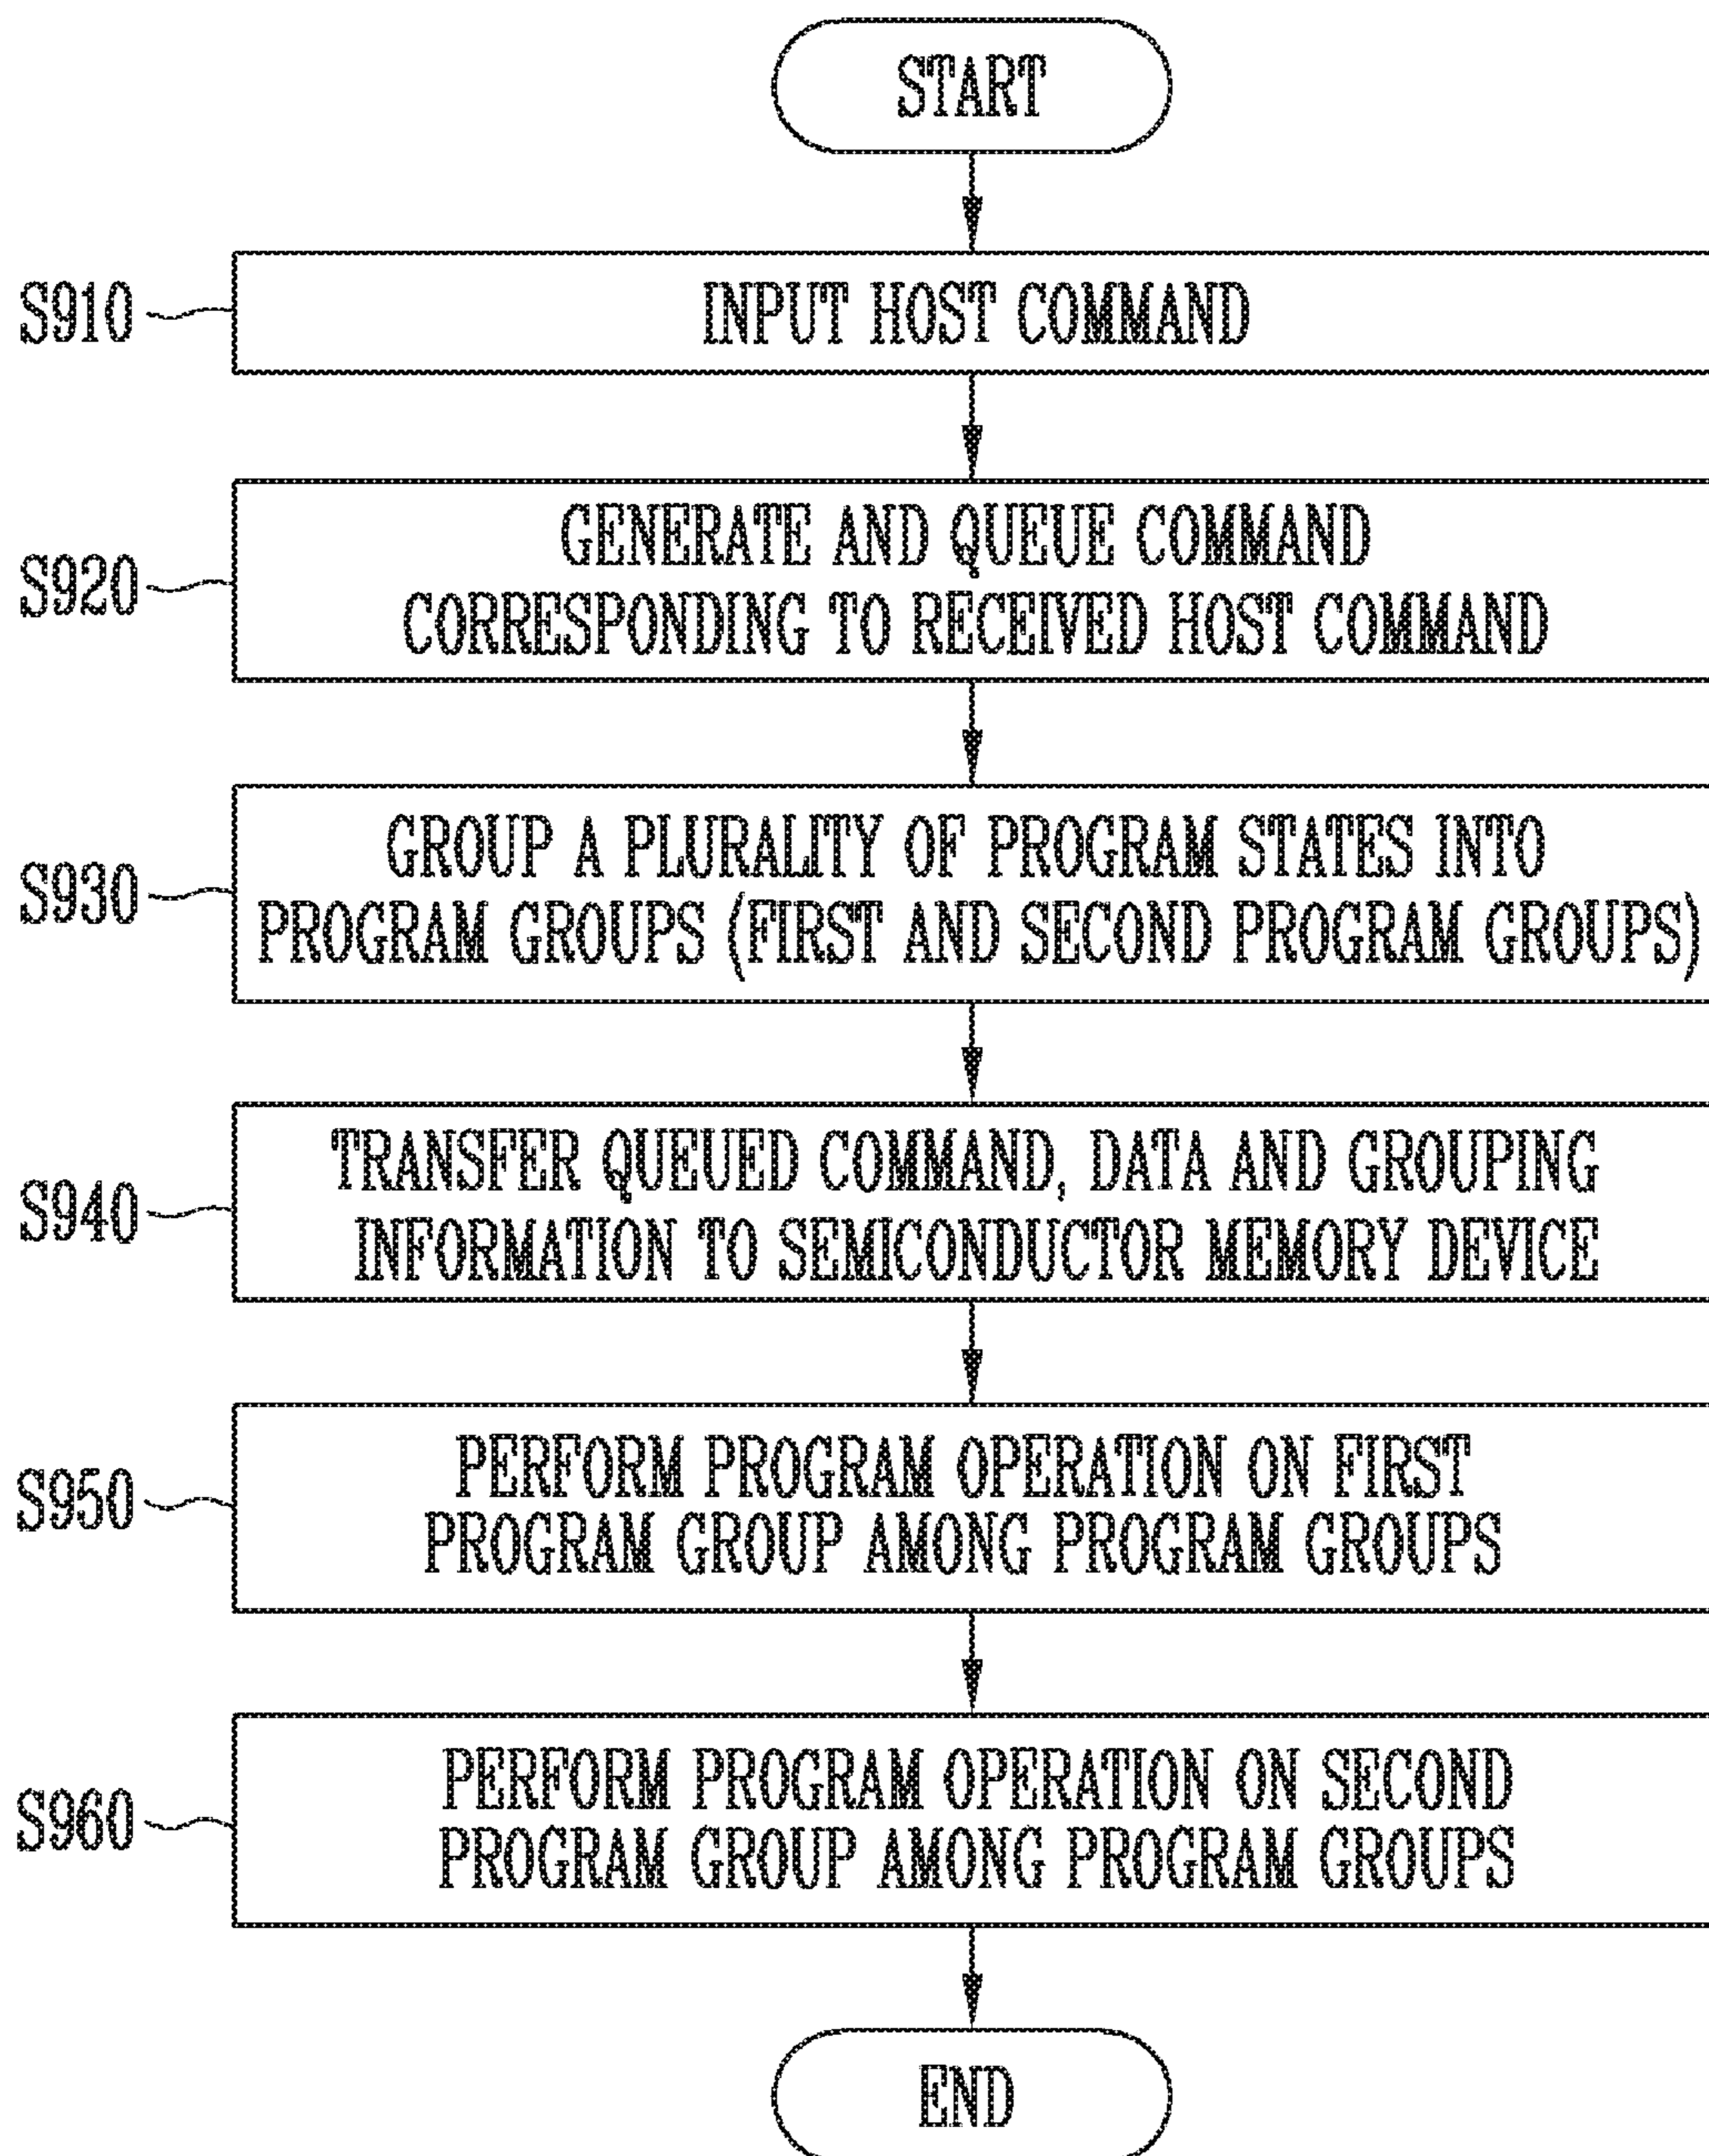 START
S910
INPUT HOST COMMAND
S920
GENERATE AND QUEUE COMMAND
CORRESPONDING TO RECEIVED HOST COMMAND
S930
GROUP A PLURALITY OF PROGRAM STATES INTO
PROGRAM GROUPS (FIRST AND SECOND PROGRAM GROUPS)
S940
TRANSFER QUEUED COMMAND, DATA AND GROUPING
INFORMATION TO SEMICONDUCTOR MEMORY DEVICE
S950
PERFORM PROGRAM OPERATION ON FIRST
PROGRAM GROUP AMONG PROGRAM GROUPS
S960
PERFORM PROGRAM OPERATION ON SECOND
PROGRAM GROUP AMONG PROGRAM GROUPS
END